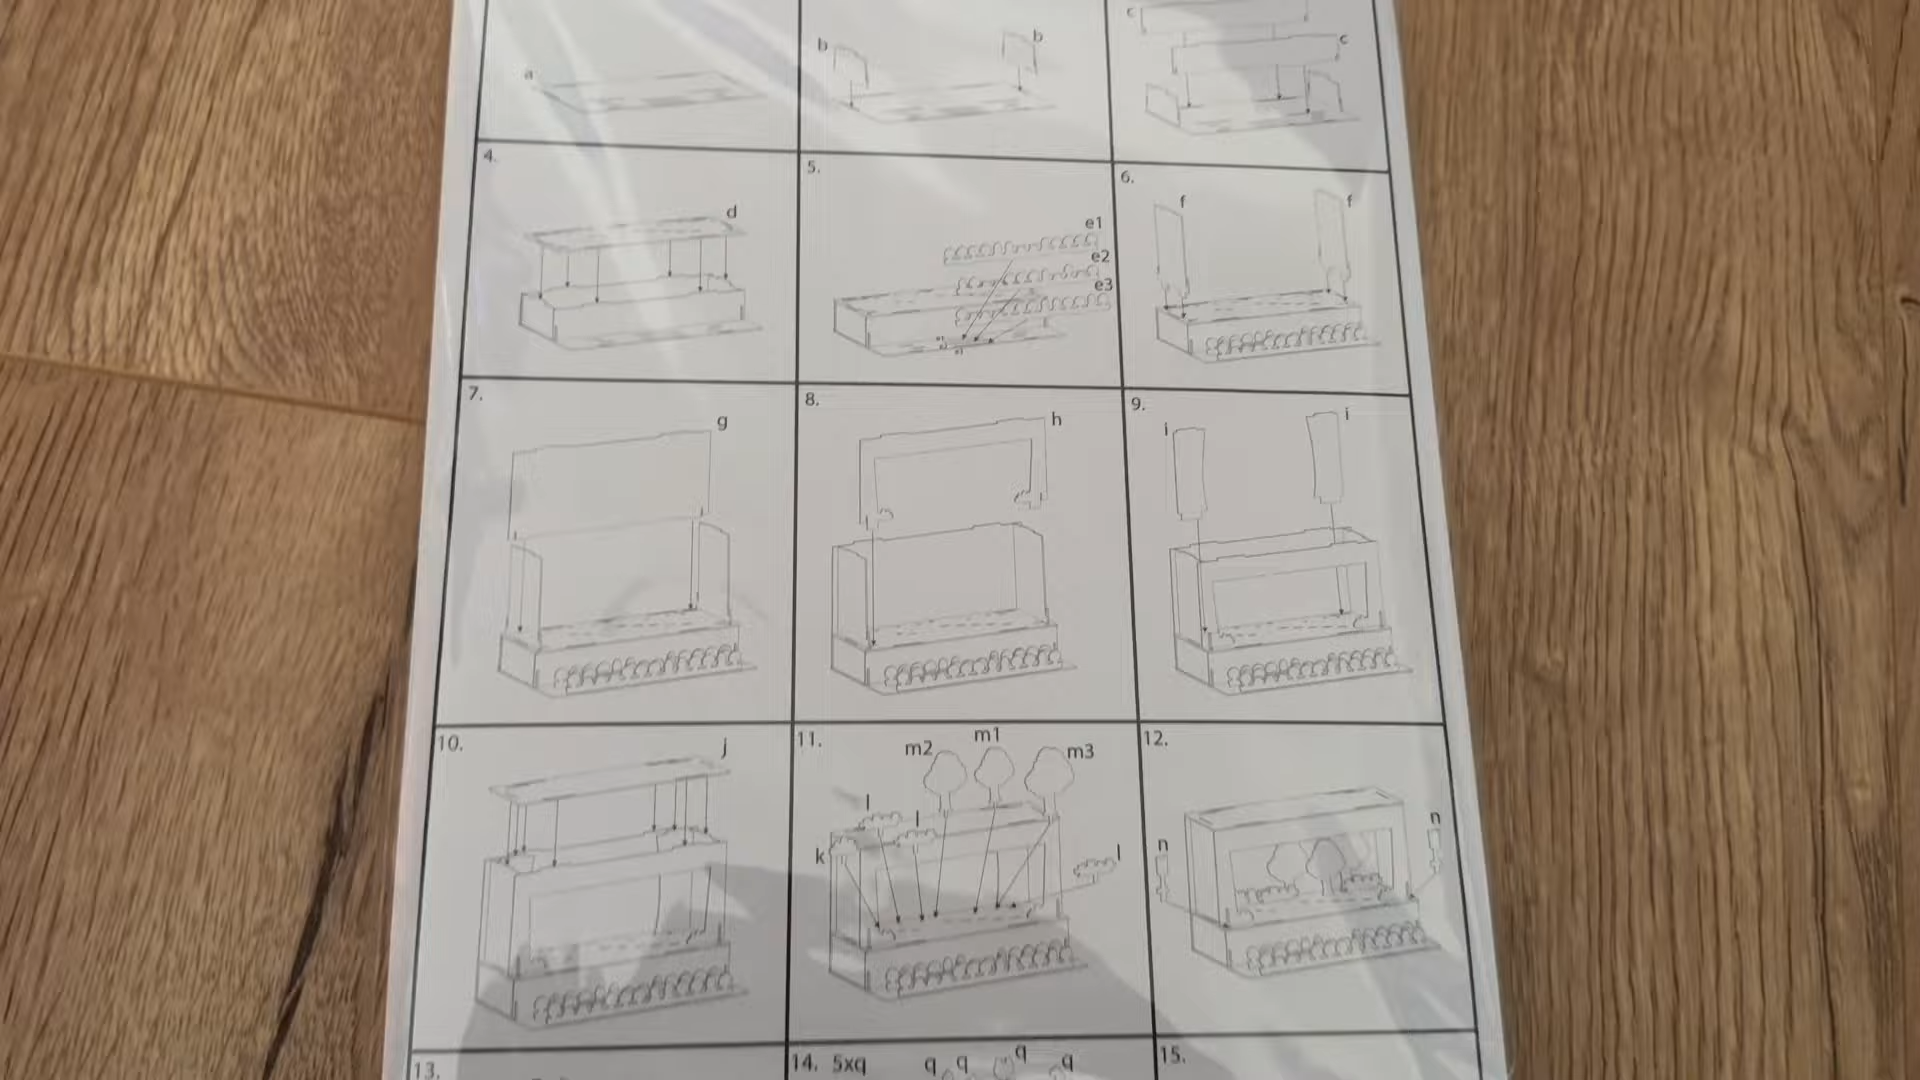 a
b
b
c
c
4.
d
5.
e1
e2
e3
6.
f
f
7.
g
8.
h
9.
i
i
10.
j
11.
m2
m1
m3
l
l
k
l
12.
n
n
13.
14. 5xq
q
q
q
q
15.